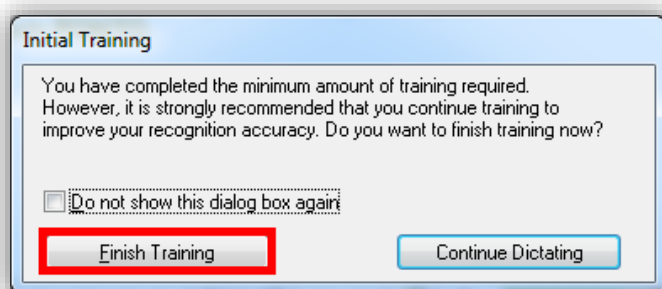 Initial Training
You have completed the minimum amount of training required.
However, it is strongly recommended that you continue training to
improve your recognition accuracy. Do you want to finish training now?
Do not show this dialog box again
Finish Training
Continue Dictating